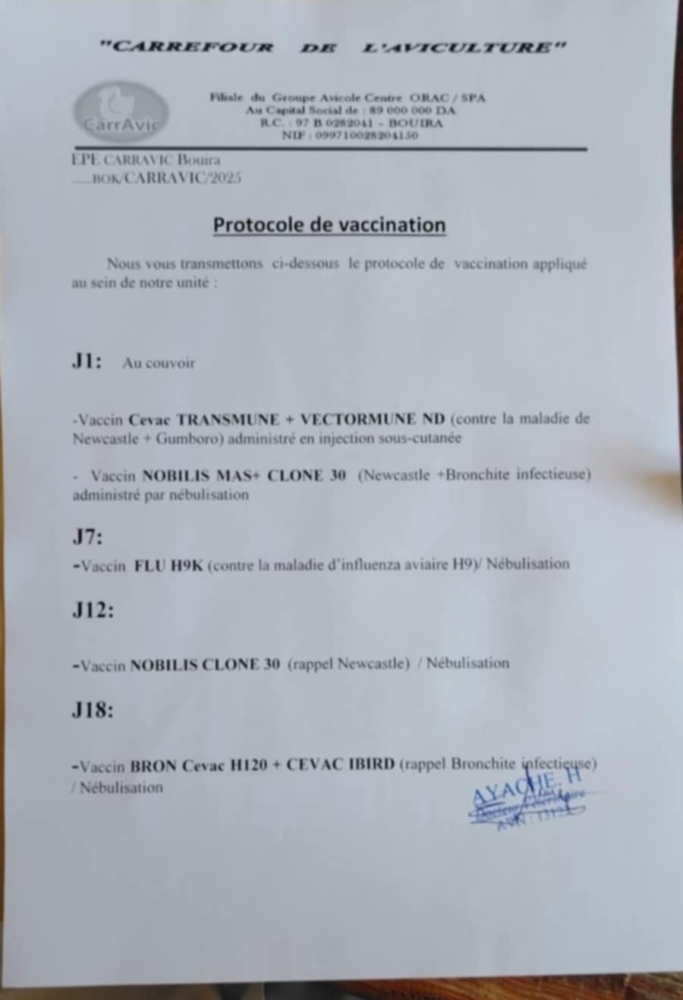 "CARREFOUR DE L'AVICULTURE"
CarrAvic
Filiale du Groupe Avicole Centre ORAC / SPA
Au Capital Social de : 89 000 000 DA
R.C. : 97 B 0282041 - BOUIRA
NIF : 099710028204150
EPE CARRAVIC Bouira
.....BOK/CARRAVIC/2025
Protocole de vaccination
Nous vous transmettons ci-dessous le protocole de vaccination appliqué
au sein de notre unité :
J1: Au couvoir
-Vaccin Cevac TRANSMUNE + VECTORMUNE ND (contre la maladie de
Newcastle + Gumboro) administré en injection sous-cutanée
- Vaccin NOBILIS MAS+ CLONE 30 (Newcastle +Bronchite infectieuse)
administré par nébulisation
J7:
-Vaccin FLU H9K (contre la maladie d'influenza aviaire H9)/ Nébulisation
J12:
-Vaccin NOBILIS CLONE 30 (rappel Newcastle) / Nébulisation
J18:
-Vaccin BRON Cevac H120 + CEVAC IBIRD (rappel Bronchite infectieuse)
/ Nébulisation
AYACHE. H
Docteur Vétérinaire
AVN :